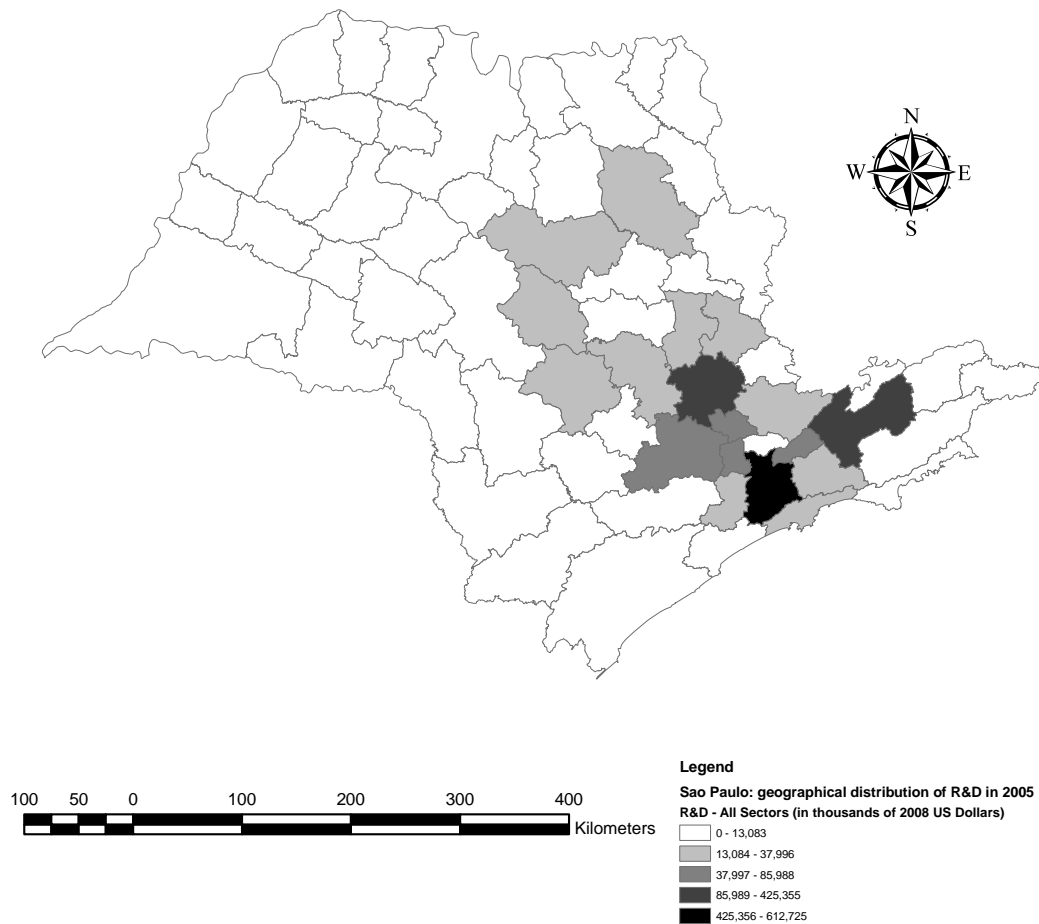 N
W E
S
100 50 0 100 200 300 400
Kilometers
Legend
Sao Paulo: geographical distribution of R&D in 2005
R&D - All Sectors (in thousands of 2008 US Dollars)
0 - 13,083
13,084 - 37,996
37,997 - 85,988
85,989 - 425,355
425,356 - 612,725